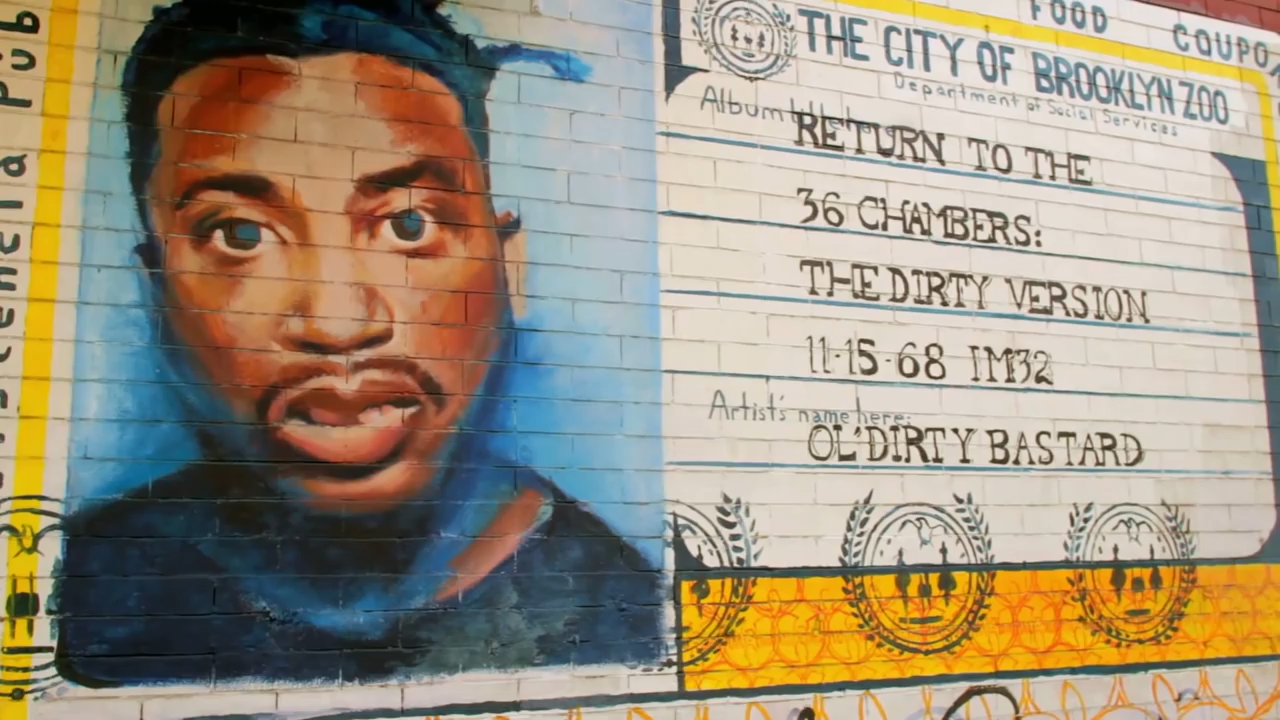 FOOD COUPO
THE CITY OF BROOKLYN ZOO
Department of Social Services
RETURN TO THE
36 CHAMBERS:
THE DIRTY VERSION
11-15-68 IM32
Artist's name here:
OL' DIRTY BASTARD